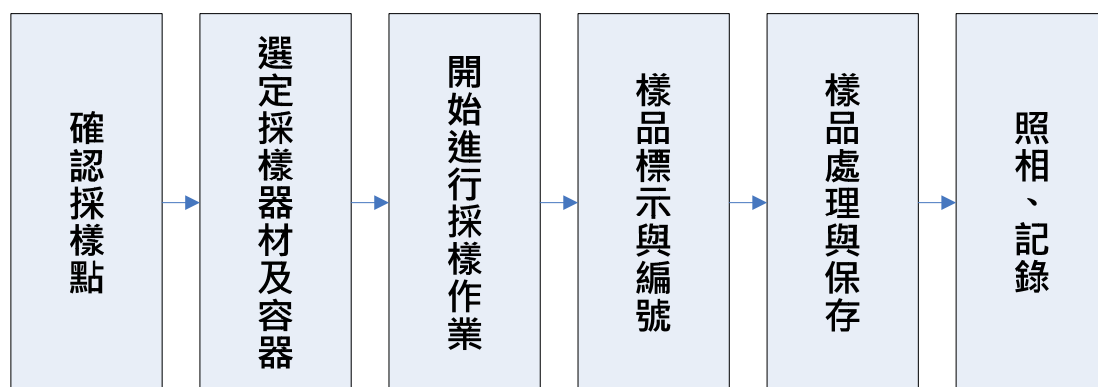 確認採樣點
選定採樣器材及容器
開始進行採樣作業
樣品標示與編號
樣品處理與保存
照相、記錄